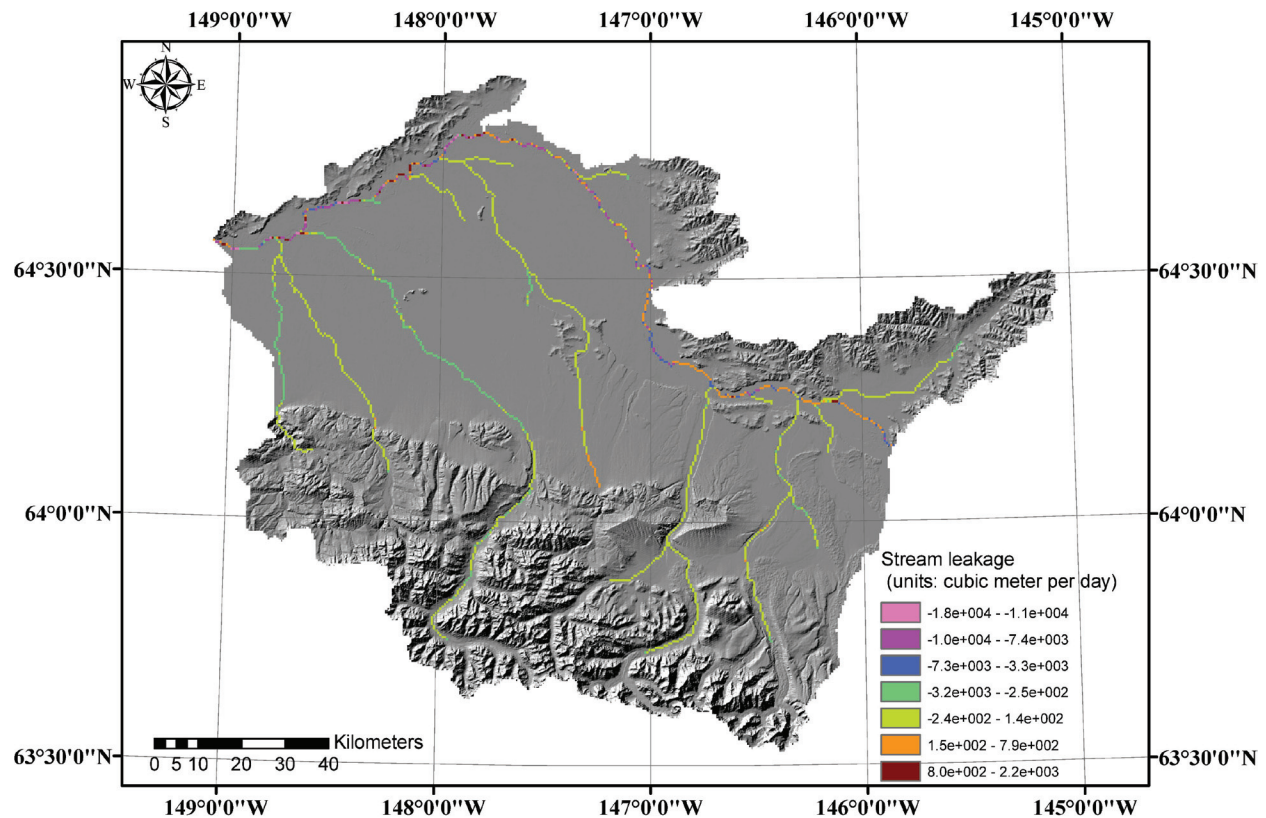 149°0'0"W 148°0'0"W 147°0'0"W 146°0'0"W 145°0'0"W
N
W E
S
64°30'0"N 64°30'0"N
64°0'0"N 64°0'0"N
Stream leakage
(units: cubic meter per day)
-1.8e+004 - -1.1e+004
-1.0e+004 - -7.4e+003
-7.3e+003 - -3.3e+003
-3.2e+003 - -2.5e+002
-2.4e+002 - 1.4e+002
1.5e+002 - 7.9e+002
8.0e+002 - 2.2e+003
Kilometers
0 5 10 20 30 40
63°30'0"N 63°30'0"N
149°0'0"W 148°0'0"W 147°0'0"W 146°0'0"W 145°0'0"W